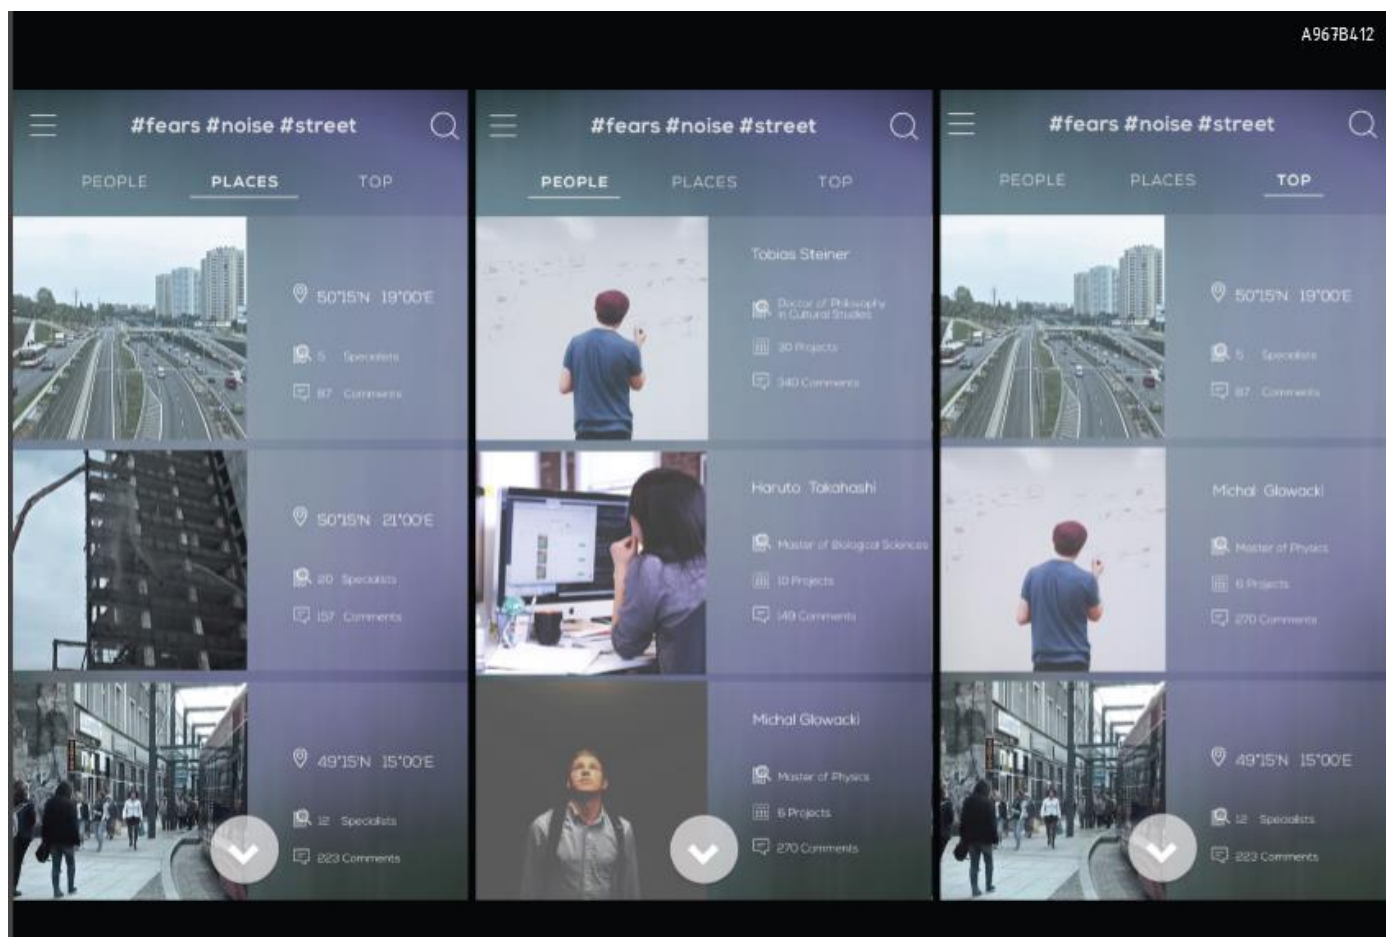 A967B412
#fears #noise #street
PEOPLE PLACES TOP
50°15'N 19°00'E
5 Specialists
87 Comments
50°15'N 21°00'E
20 Specialists
157 Comments
49°15'N 15°00'E
12 Specialists
223 Comments
#fears #noise #street
PEOPLE PLACES TOP
Tobias Steiner
Doctor of Philosophy
in Cultural Studies
30 Projects
340 Comments
Haruto Takahashi
Master of Biological Sciences
10 Projects
149 Comments
Michal Glowacki
Master of Physics
6 Projects
270 Comments
#fears #noise #street
PEOPLE PLACES TOP
50°15'N 19°00'E
5 Specialists
87 Comments
Michal Glowacki
Master of Physics
6 Projects
270 Comments
49°15'N 15°00'E
12 Specialists
223 Comments